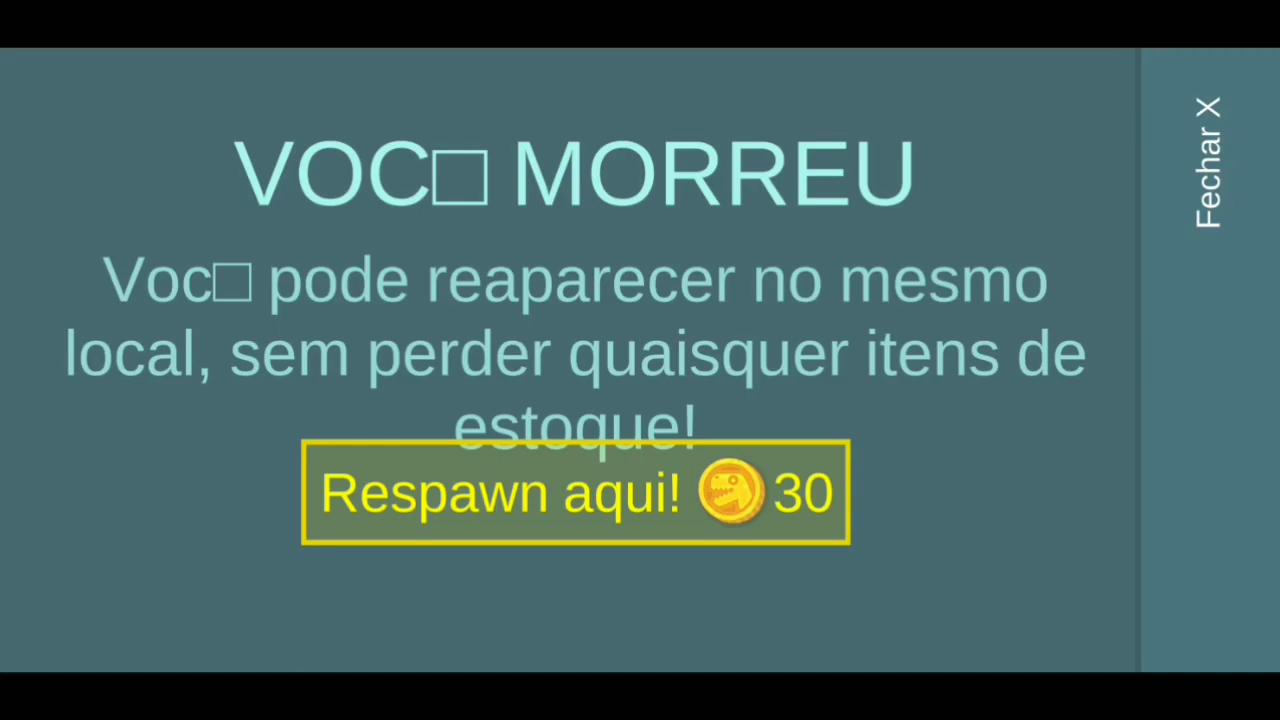 VOC□ MORREU
Voc□ pode reaparecer no mesmo
local, sem perder quaisquer itens de
estoque!
Respawn aqui! 30
Fechar X